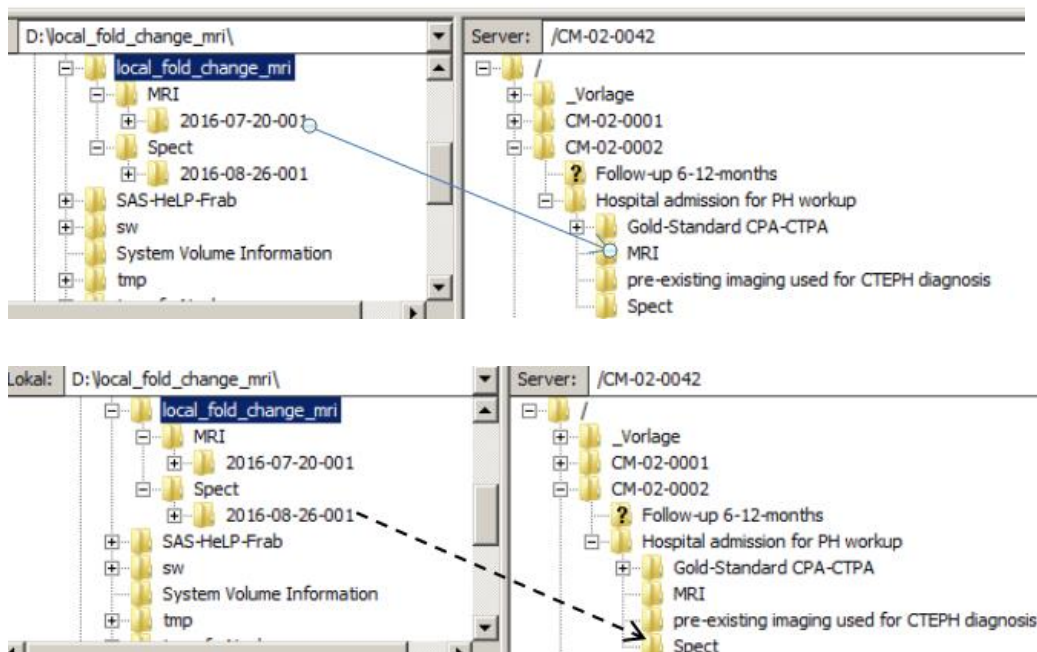 D:\local_fold_change_mri\
local_fold_change_mri
MRI
2016-07-20-001
Spect
2016-08-26-001
SAS-HeLP-Frab
sw
System Volume Information
tmp
Server: /CM-02-0042
/
_Vorlage
CM-02-0001
CM-02-0002
? Follow-up 6-12-months
Hospital admission for PH workup
Gold-Standard CPA-CTPA
MRI
pre-existing imaging used for CTEPH diagnosis
Spect
Lokal: D:\local_fold_change_mri\
local_fold_change_mri
MRI
2016-07-20-001
Spect
2016-08-26-001
SAS-HeLP-Frab
sw
System Volume Information
tmp
Server: /CM-02-0042
/
_Vorlage
CM-02-0001
CM-02-0002
? Follow-up 6-12-months
Hospital admission for PH workup
Gold-Standard CPA-CTPA
MRI
pre-existing imaging used for CTEPH diagnosis
Spect